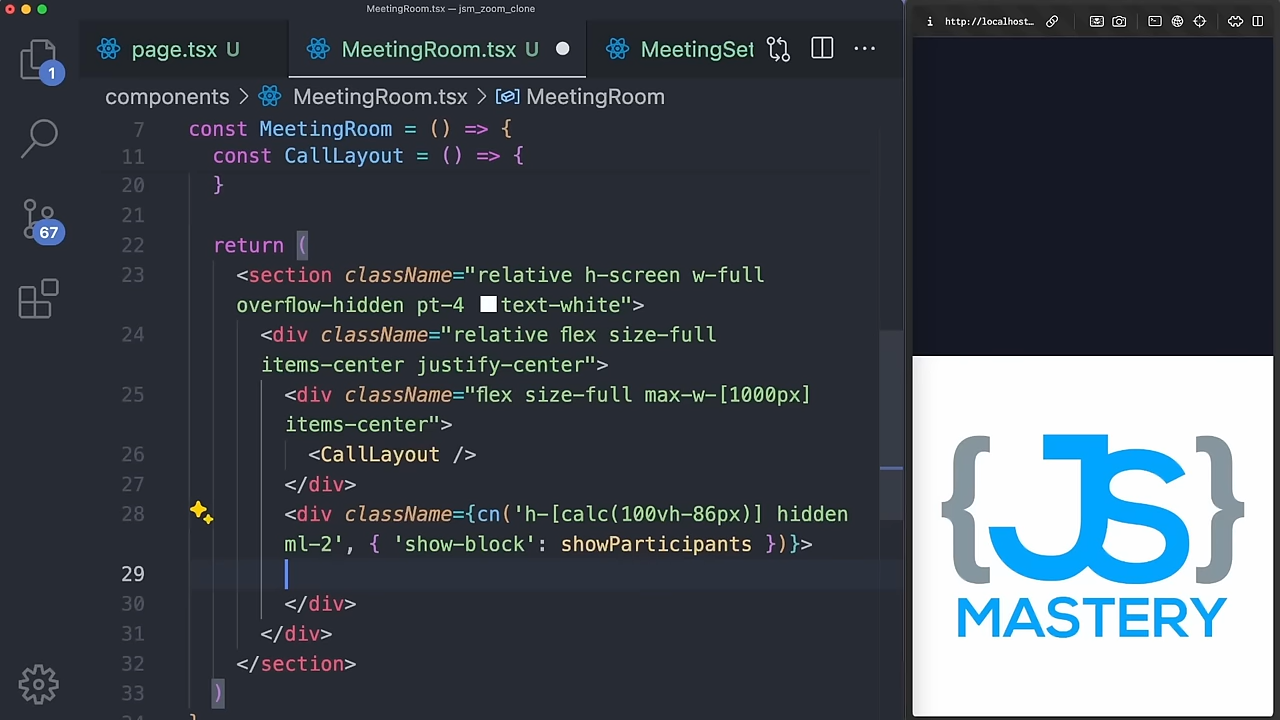 MeetingRoom.tsx — jsm_zoom_clone
page.tsx U
MeetingRoom.tsx U
MeetingSet
components > MeetingRoom.tsx > MeetingRoom
7 const MeetingRoom = () => {
11 const CallLayout = () => {
20 }
21
22 return (
23 <section className="relative h-screen w-full
overflow-hidden pt-4 text-white">
24 <div className="relative flex size-full
items-center justify-center">
25 <div className="flex size-full max-w-[1000px]
items-center">
26 <CallLayout />
27 </div>
28 <div className={cn('h-[calc(100vh-86px)] hidden
ml-2', { 'show-block': showParticipants })}>
29
30 </div>
31 </div>
32 </section>
33 )
1
67
http://localhost…
{JS}
MASTERY